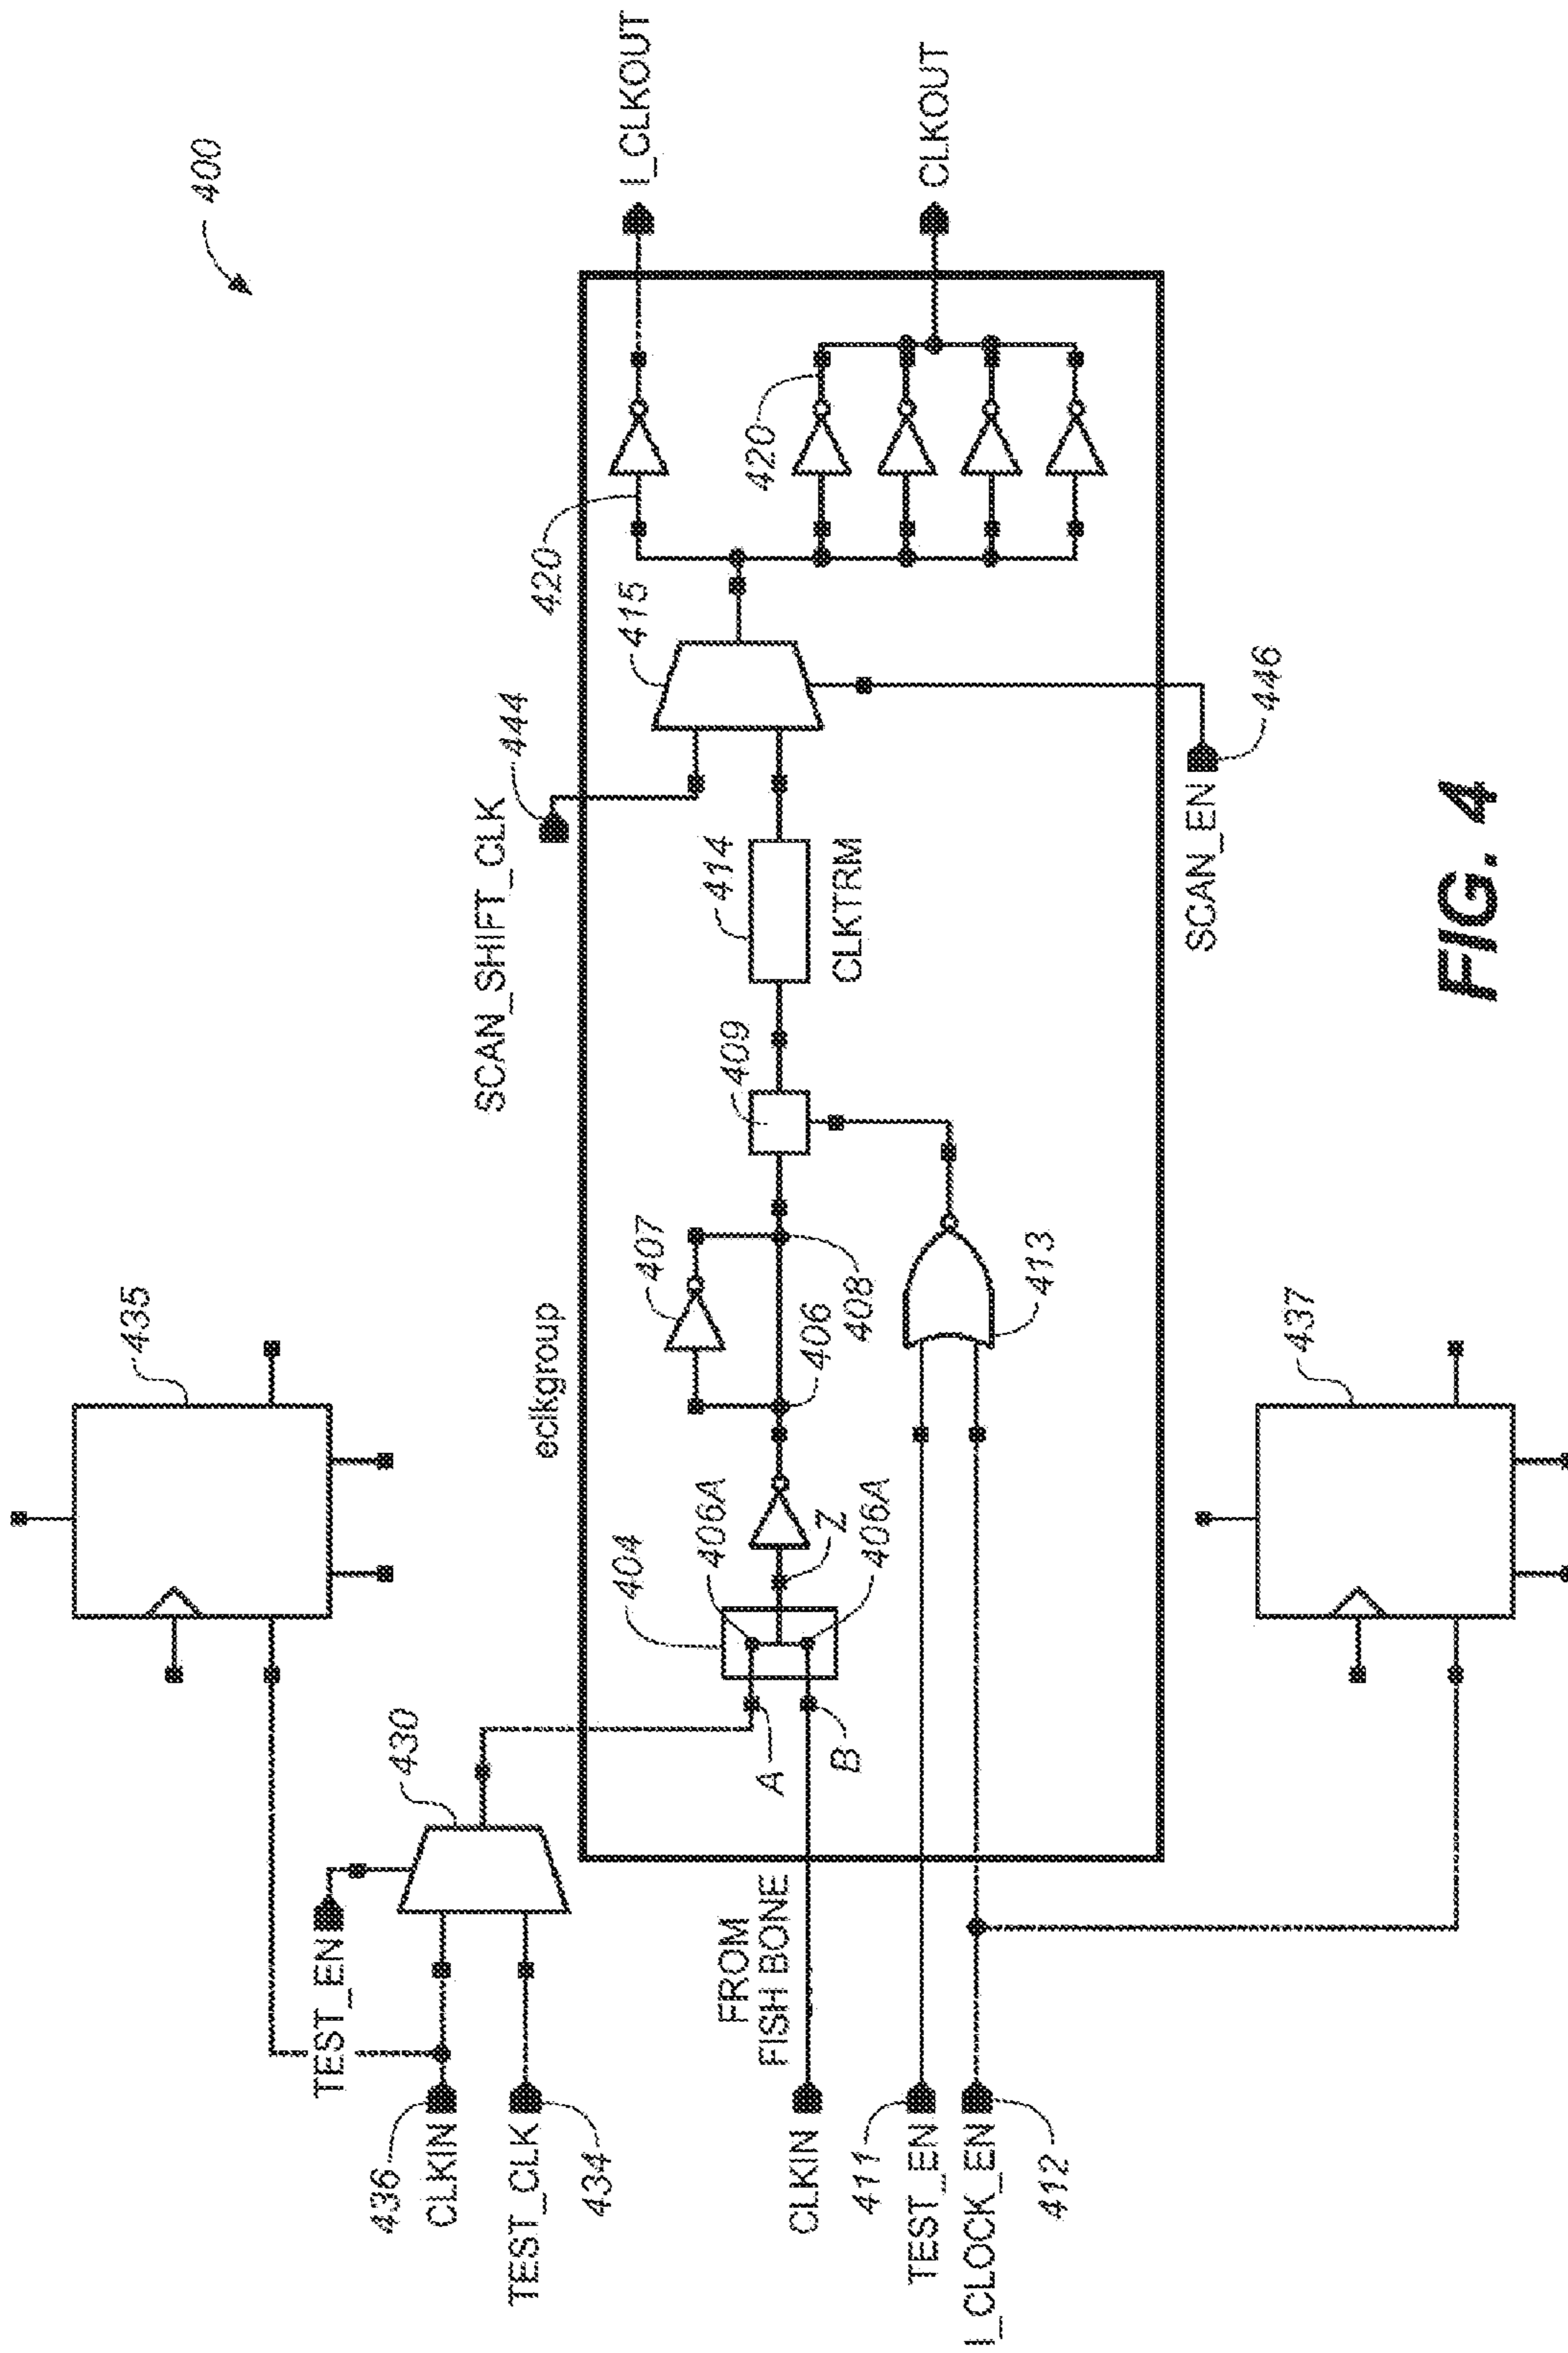 400
435
TEST_EN
430
436
CLKIN
TEST_CLK
434
SCAN_SHIFT_CLK
444
eclkgroup
420
I_CLKOUT
415
404
406A
407
409
414
420
CLKOUT
FROM
FISH BONE
A
B
Z
406A
406
408
CLKTRM
CLKIN
411
TEST_EN
I_CLOCK_EN
412
413
SCAN_EN
446
437
FIG. 4